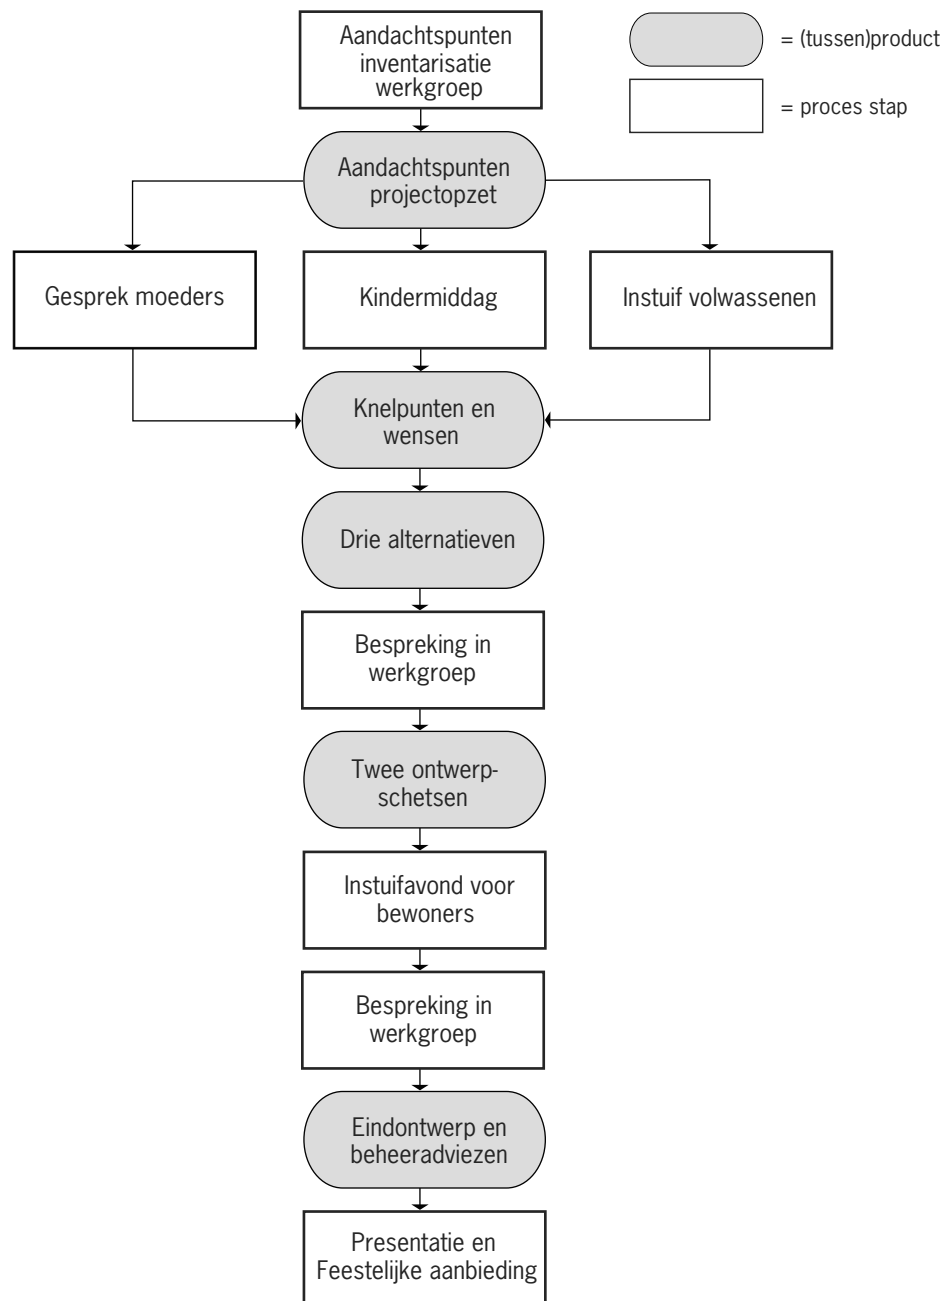 Aandachtspunten
inventarisatie
werkgroep
= (tussen)product
= proces stap
Aandachtspunten
projectopzet
Gesprek moeders
Kindermiddag
Instuif volwassenen
Knelpunten en
wensen
Drie alternatieven
Bespreking in
werkgroep
Twee ontwerp-
schetsen
Instuifavond voor
bewoners
Bespreking in
werkgroep
Eindontwerp en
beheeradviezen
Presentatie en
Feestelijke aanbieding